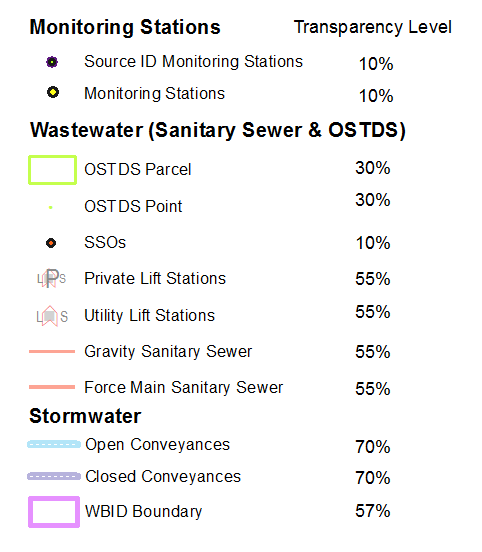 Monitoring Stations Transparency Level
Source ID Monitoring Stations 10%
Monitoring Stations 10%
Wastewater (Sanitary Sewer & OSTDS)
OSTDS Parcel 30%
OSTDS Point 30%
SSOs 10%
LPS Private Lift Stations 55%
L S Utility Lift Stations 55%
Gravity Sanitary Sewer 55%
Force Main Sanitary Sewer 55%
Stormwater
Open Conveyances 70%
Closed Conveyances 70%
WBID Boundary 57%